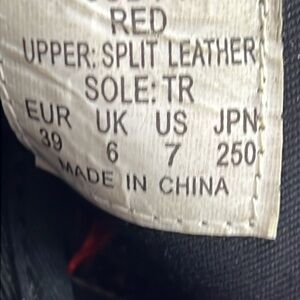 RED
UPPER: SPLIT LEATHER
SOLE: TR
EUR UK US JPN
39 6 7 250
MADE IN CHINA